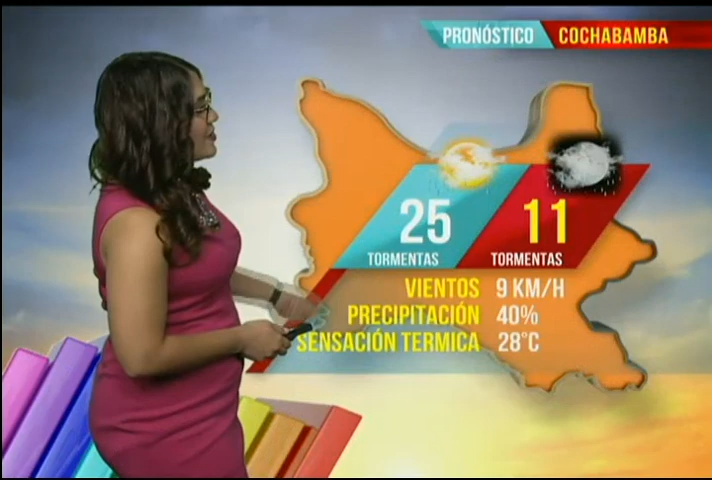 PRONÓSTICO COCHABAMBA
25 11
TORMENTAS TORMENTAS
VIENTOS 9 KM/H
PRECIPITACIÓN 40%
SENSACIÓN TERMICA 28°C